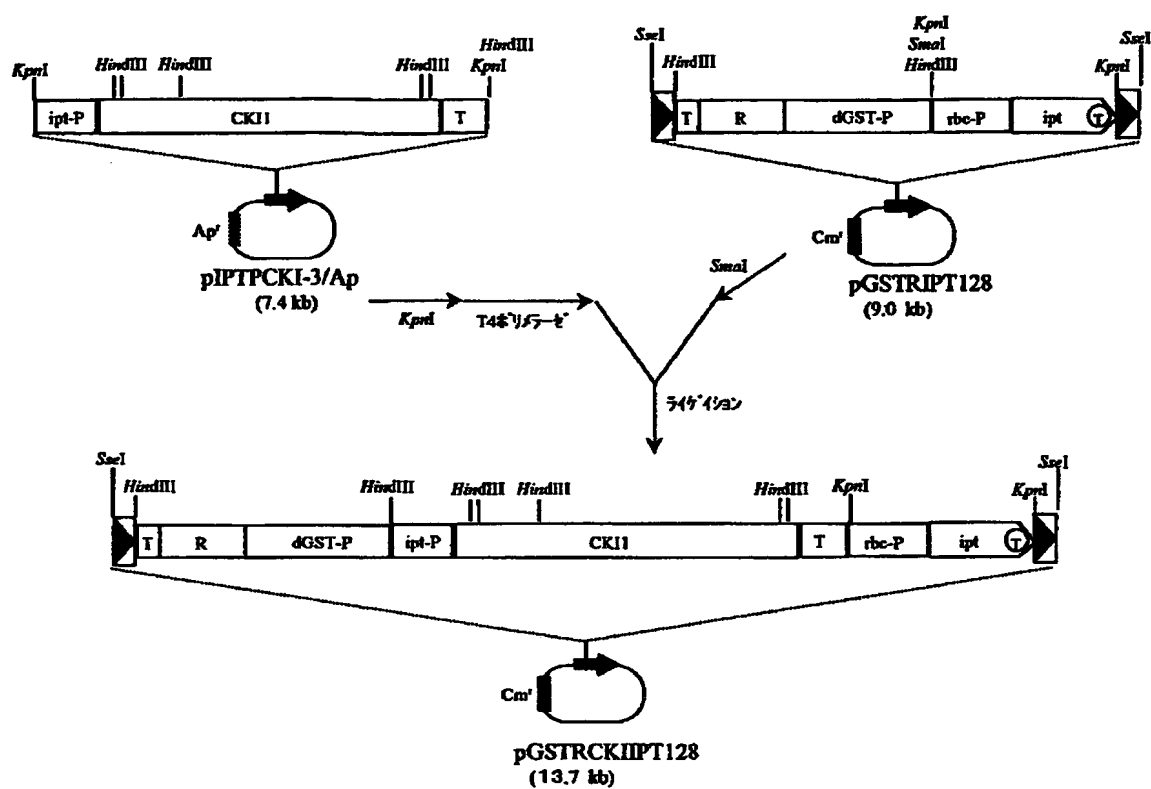 KpnI HindIII HindIII HindIII HindIII
KpnI
ipt-P CKI1 T
Apr
pIPTPCKI-3/Ap
(7.4 kb)
SseI HindIII KpnI
SmaI
HindIII KpnI SseI
T R dGST-P rbc-P ipt T
Cmr
pGSTRIPT128
(9.0 kb)
KpnI T4ポリメラーゼ SmaI
ライゲイション
SseI HindIII HindIII HindIII HindIII HindIII KpnI KpnI SseI
T R dGST-P ipt-P CKI1 T rbc-P ipt T
Cmr
pGSTRCKIIPT128
(13.7 kb)